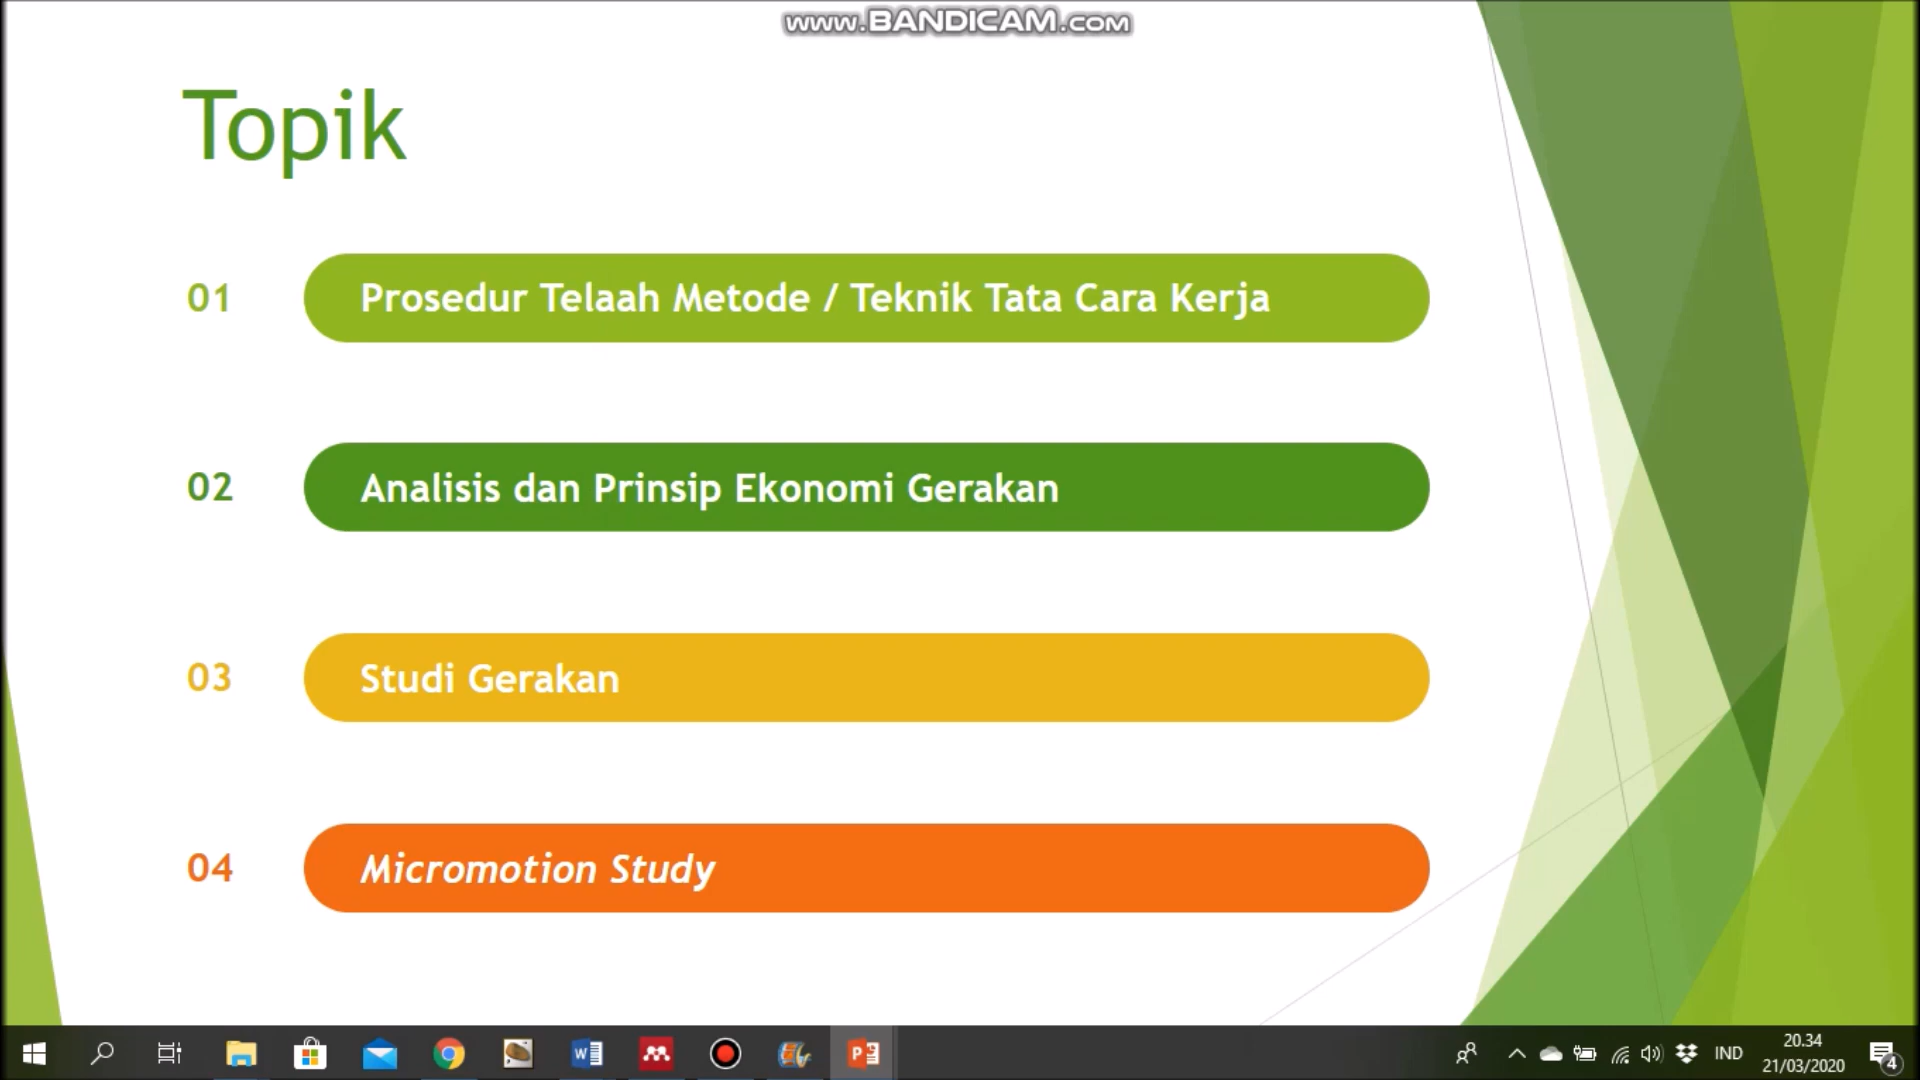 www.BANDICAM.com
Topik
01 Prosedur Telaah Metode / Teknik Tata Cara Kerja
02 Analisis dan Prinsip Ekonomi Gerakan
03 Studi Gerakan
04 Micromotion Study
IND
20.34
21/03/2020
4